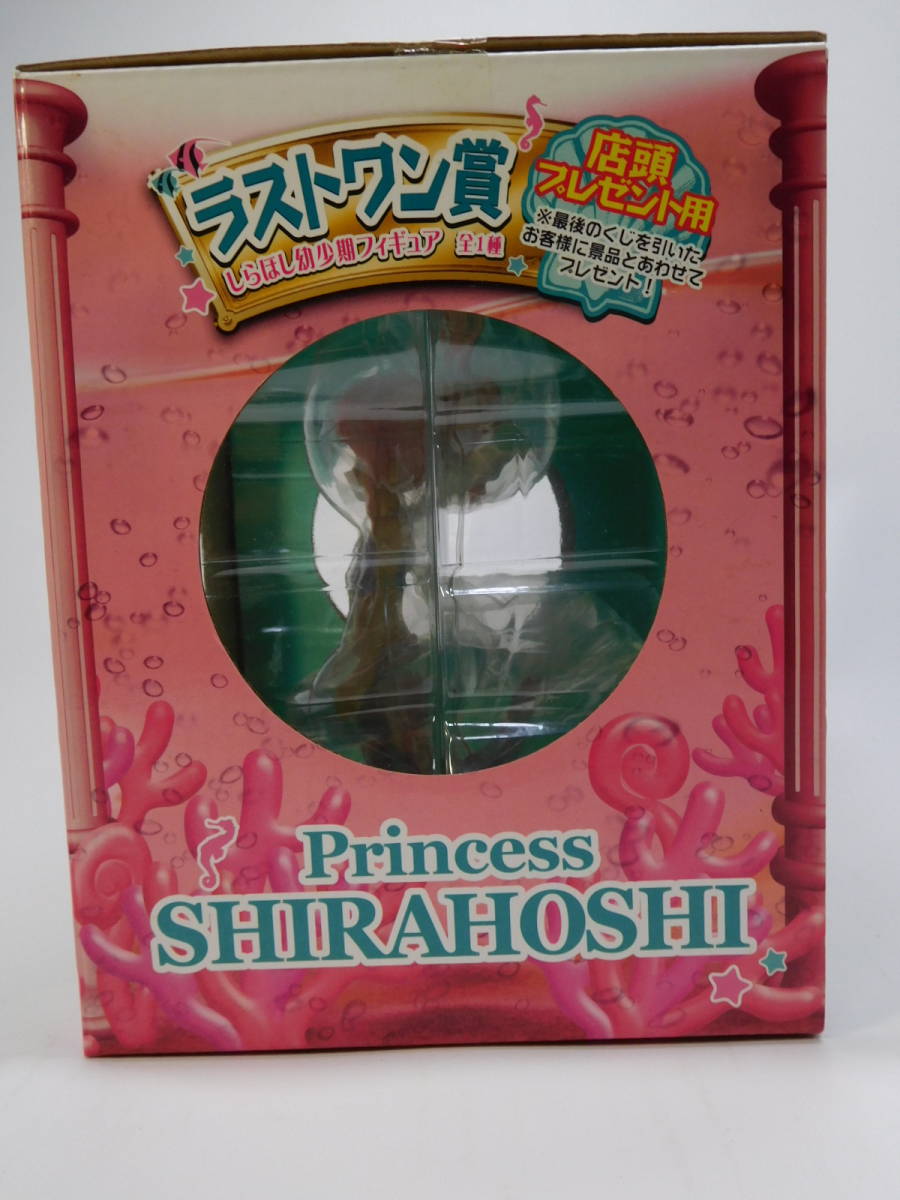 ラストワン賞
しらほし幼少期フィギュア 全1種
店頭
プレゼント用
※最後のくじを引いた
お客様に景品とあわせて
プレゼント!
Princess
SHIRAHOSHI